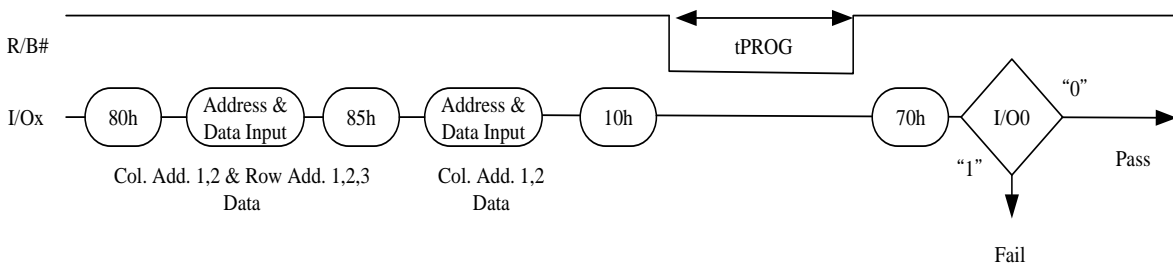 R/B#
tPROG
I/Ox
80h
Address &
Data Input
85h
Address &
Data Input
10h
70h
I/O0
“0”
“1”
Pass
Col. Add. 1,2 & Row Add. 1,2,3
Data
Col. Add. 1,2
Data
Fail